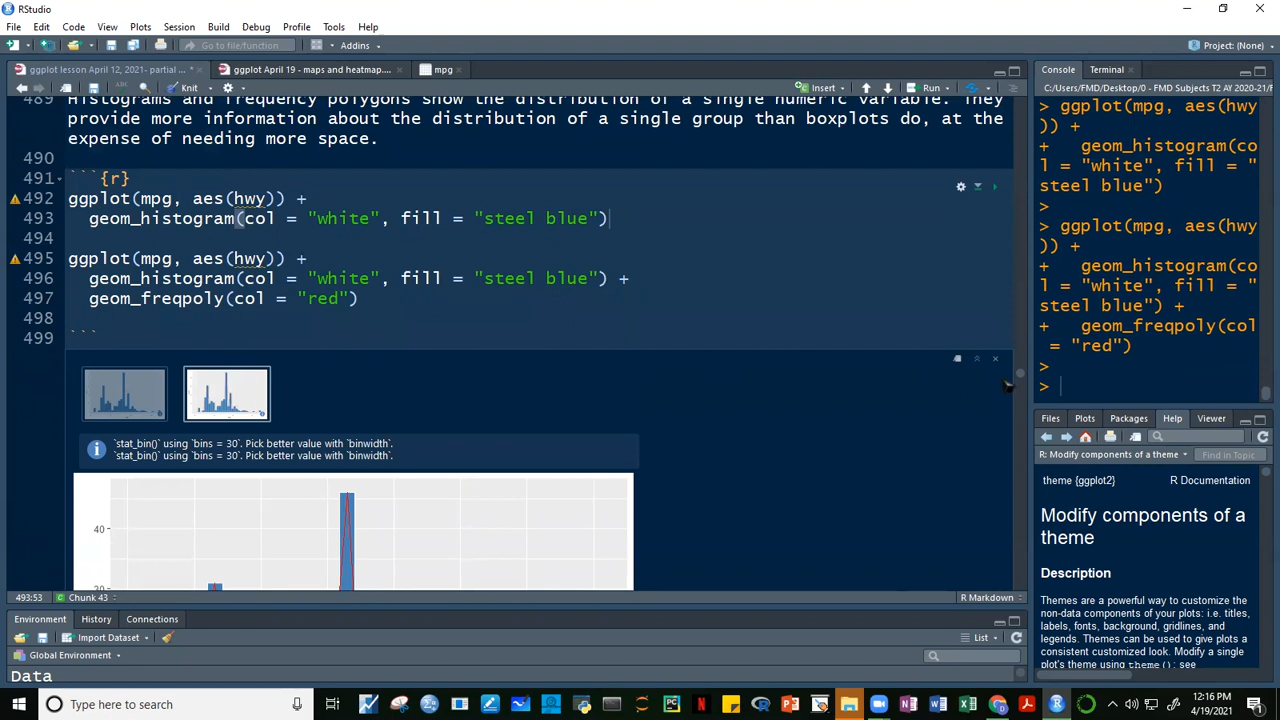 RStudio
File Edit Code View Plots Session Build Debug Profile Tools Help
Go to file/function Addins Project: (None)
ggplot lesson April 12, 2021- partial ... * ggplot April 19 - maps and heatmap.... mpg
Knit Insert Run
489 Histograms and frequency polygons show the distribution of a single numeric variable. They
provide more information about the distribution of a single group than boxplots do, at the
expense of needing more space.
490
491 ```{r}
492 ggplot(mpg, aes(hwy)) +
493 geom_histogram(col = "white", fill = "steel blue")
494
495 ggplot(mpg, aes(hwy)) +
496 geom_histogram(col = "white", fill = "steel blue") +
497 geom_freqpoly(col = "red")
498
499 ```
`stat_bin()` using `bins = 30`. Pick better value with `binwidth`.
`stat_bin()` using `bins = 30`. Pick better value with `binwidth`.
40
20
493:53 Chunk 43 R Markdown
Environment History Connections
Import Dataset List
Global Environment
Data
Console Terminal
C:/Users/FMD/Desktop/0 - FMD Subjects T2 AY 2020-21/F
> ggplot(mpg, aes(hwy
)) +
+ geom_histogram(co
l = "white", fill = "
steel blue")
>
> ggplot(mpg, aes(hwy
)) +
+ geom_histogram(co
l = "white", fill = "
steel blue") +
+ geom_freqpoly(col
= "red")
>
>
Files Plots Packages Help Viewer
R: Modify components of a theme Find in Topic
theme {ggplot2} R Documentation
Modify components of a
theme
Description
Themes are a powerful way to customize the
non-data components of your plots: i.e. titles,
labels, fonts, background, gridlines, and
legends. Themes can be used to give plots a
consistent customized look. Modify a single
plot's theme using theme(); see
Type here to search
12:16 PM
4/19/2021